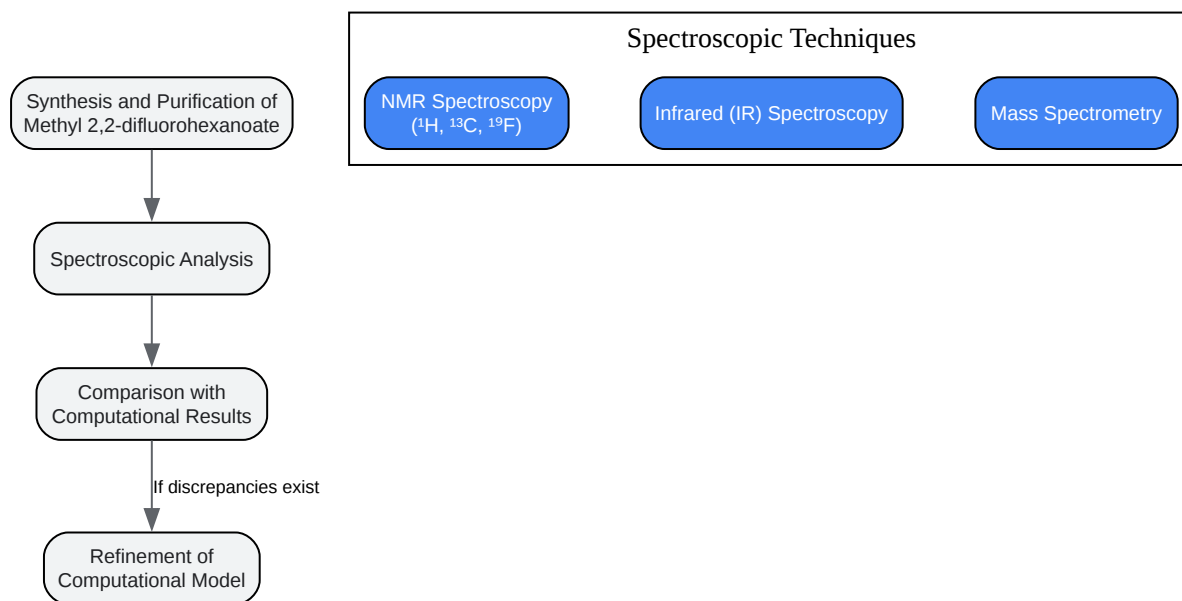 Synthesis and Purification of
Methyl 2,2-difluorohexanoate
Spectroscopic Analysis
Comparison with
Computational Results
If discrepancies exist
Refinement of
Computational Model
Spectroscopic Techniques
NMR Spectroscopy
(¹H, ¹³C, ¹⁹F)
Infrared (IR) Spectroscopy
Mass Spectrometry